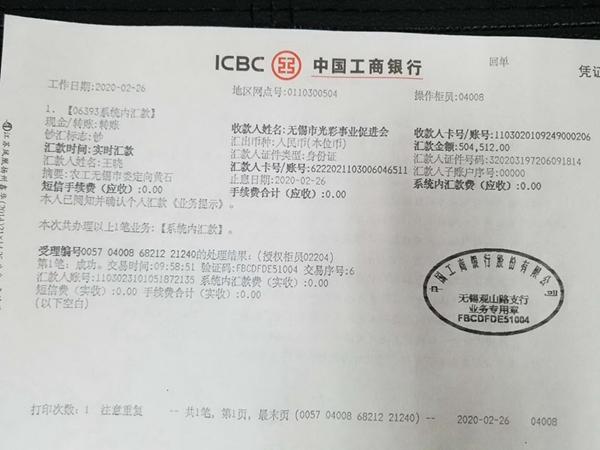 ICBC 中国工商银行 回单 凭证
工作日期:2020-02-26 地区网点号:0110300504 操作柜员:04008
1. 【06393系统内汇款】
现金/转账:转账 收款人姓名:无锡市光彩事业促进会 收款人卡号/账号:1103020109249000206
钞汇标志:钞 汇出币种:人民币(本位币) 汇款金额:504,512.00
汇款时间:实时汇款 汇款人证件类型:身份证 汇款人证件号码:320203197206091814
汇款人姓名:王晓 汇款人卡号/账号:6222021103006046511 汇款人子账户序号:00000
摘要:农工无锡市委定向黄石 止息日期:2020-02-26 系统内汇款费(应收):0.00
短信手续费(应收):0.00 手续费合计(应收):0.00
本人已阅知并确认个人汇款《业务提示》。
本次共办理以上1笔业务:【系统内汇款】。
受理编号0057 04008 68212 21240的处理结果:(授权柜员02204)
第1笔: 成功。交易时间:09:58:51 验证码:FBCDFDE51004 交易序号:6
汇款人账号:1103023101051872135 系统内汇款费(实收):0.00
短信费(实收):0.00 手续费合计(实收):0.00
(以下空白)
中国工商银行股份有限公司
无锡观山路支行
业务专用章
FBCDFDE51004
打印次数: 1 注意重复 -- 共1笔, 第1页, 最末页 (0057 04008 68212 21240) -- 2020-02-26 04008